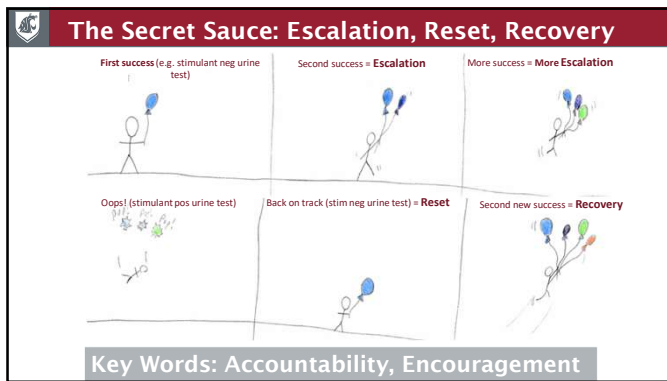 The Secret Sauce: Escalation, Reset, Recovery
First success (e.g. stimulant neg urine
test)
Second success = Escalation
More success = More Escalation
Oops! (stimulant pos urine test)
Back on track (stim neg urine test) = Reset
Second new success = Recovery
Pop!
Key Words: Accountability, Encouragement